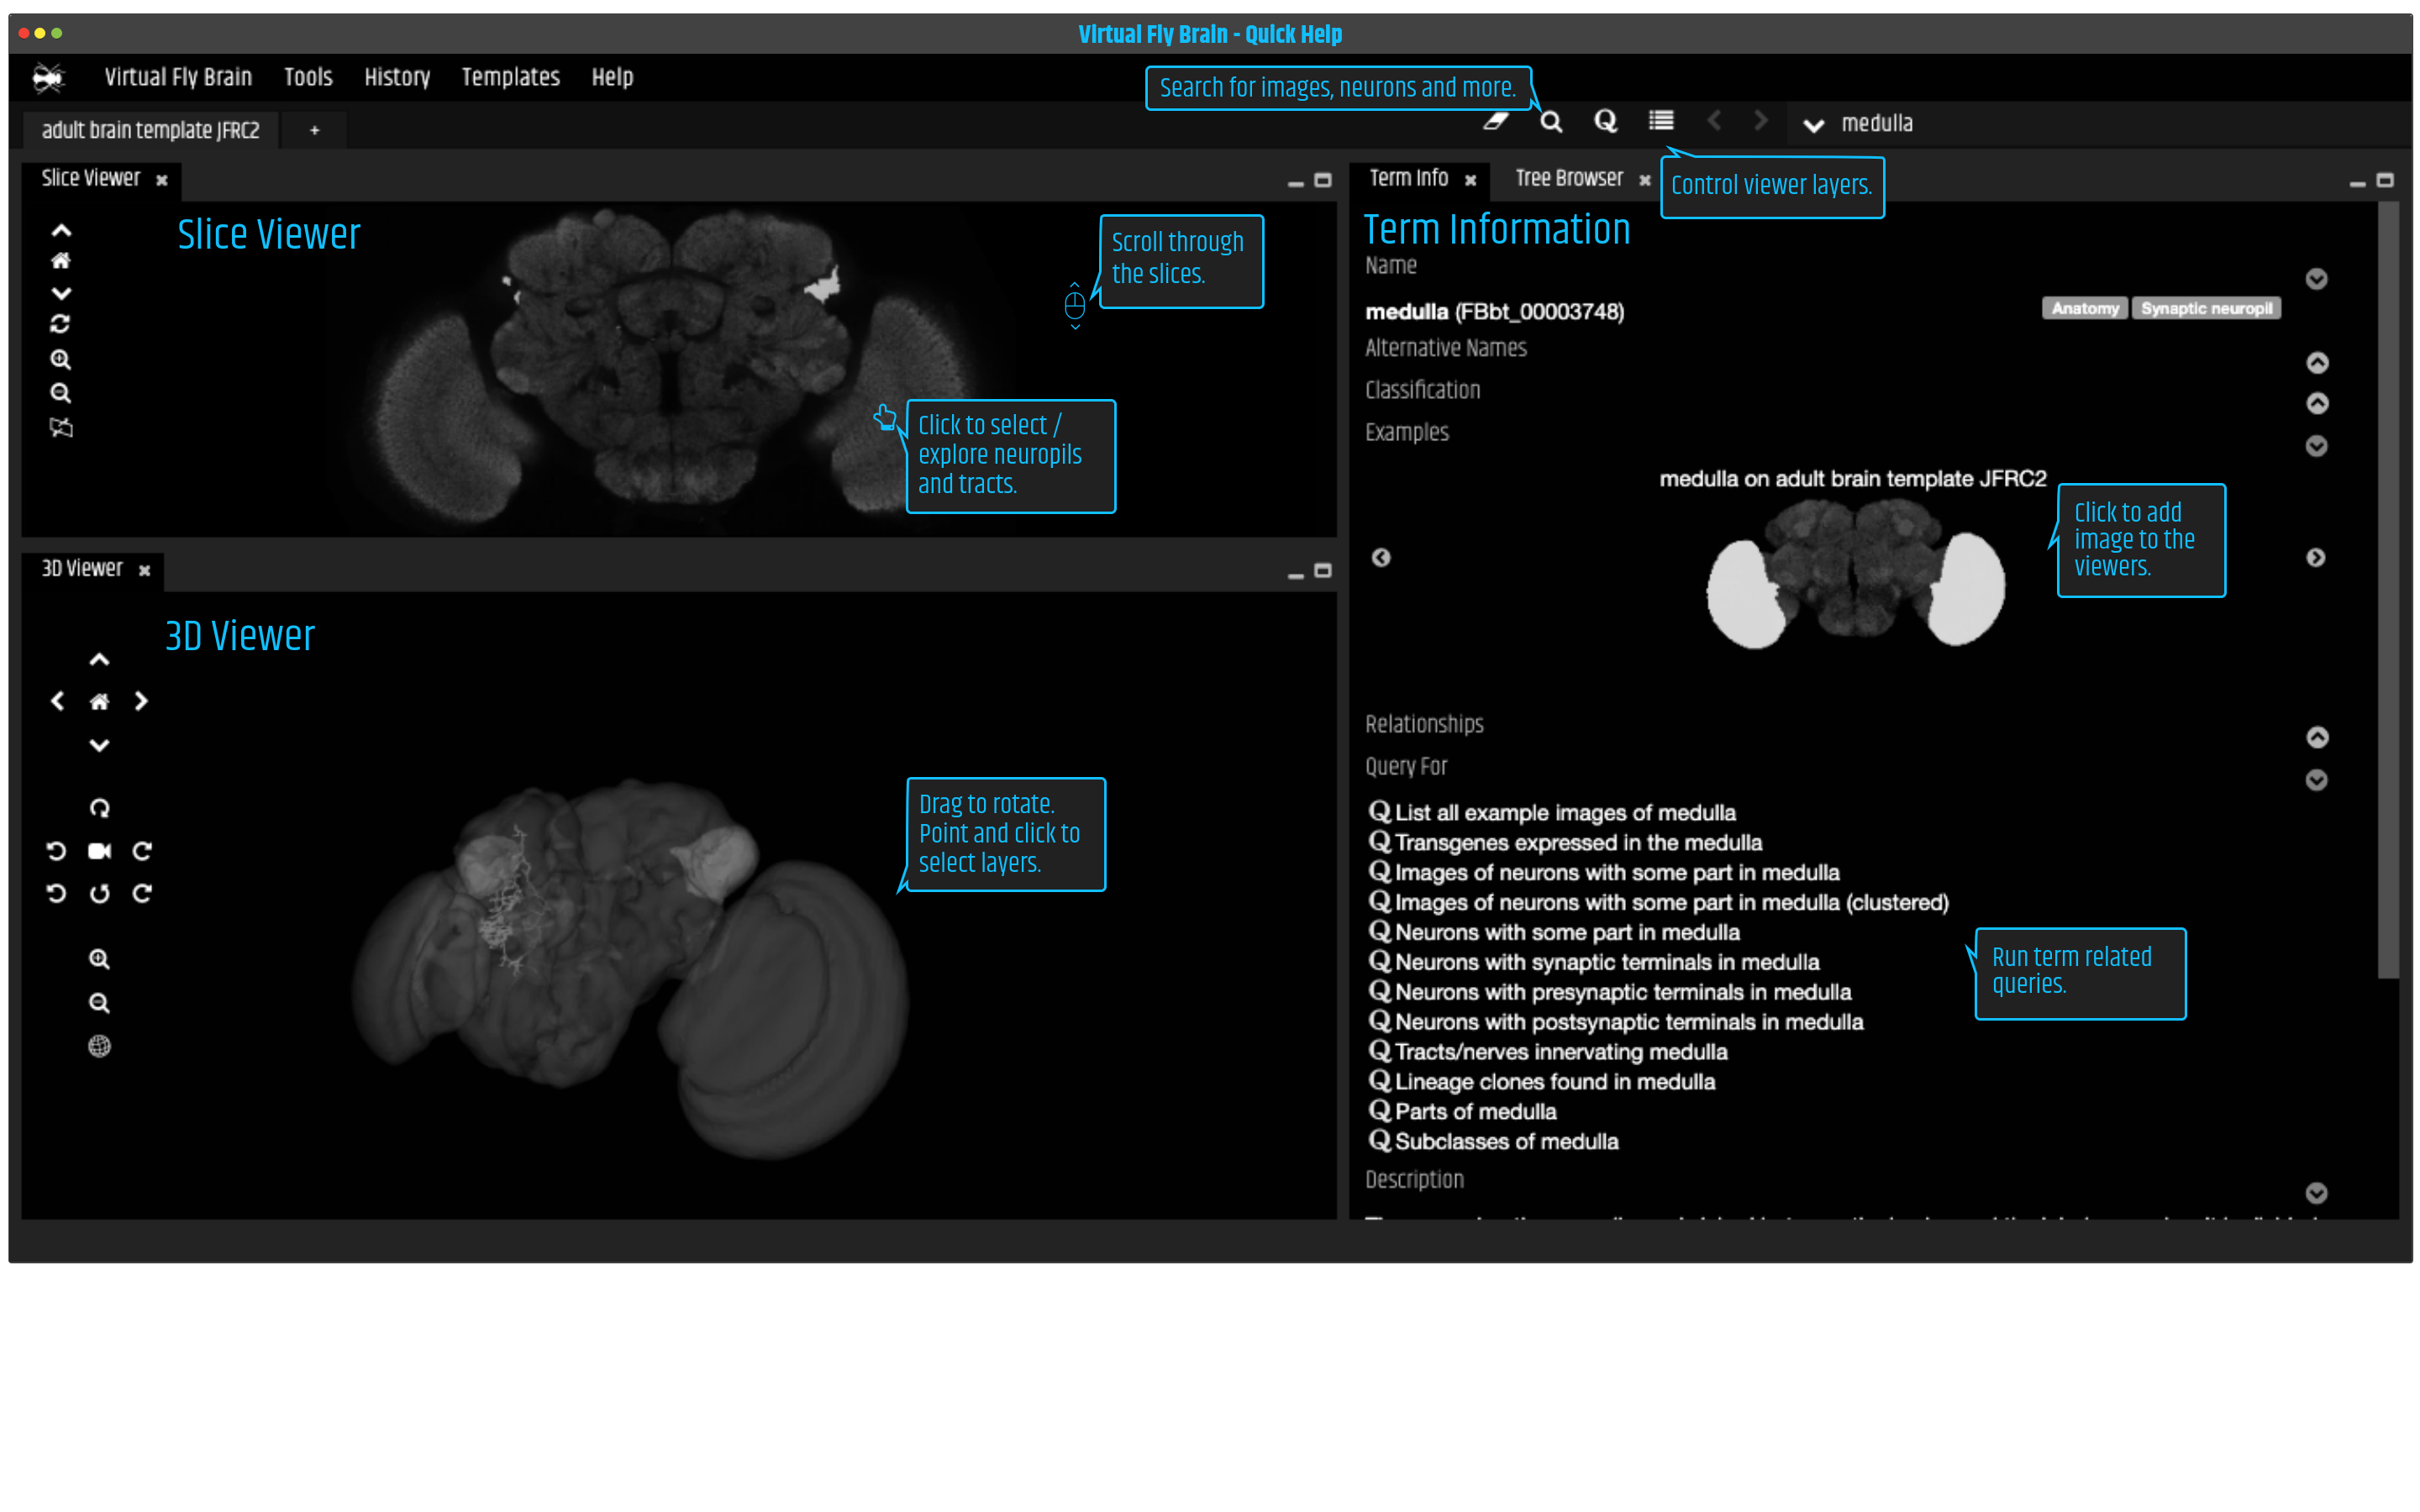 Virtual Fly Brain - Quick Help
Virtual Fly Brain Tools History Templates Help
Search for images, neurons and more.
adult brain template JFRC2 +
medulla
Slice Viewer
Slice Viewer
Scroll through
the slices.
Click to select /
explore neuropils
and tracts.
3D Viewer
3D Viewer
Drag to rotate.
Point and click to
select layers.
Term Info Tree Browser
Control viewer layers.
Term Information
Name
medulla (FBbt_00003748)
Anatomy Synaptic neuropil
Alternative Names
Classification
Examples
medulla on adult brain template JFRC2
Click to add
image to the
viewers.
Relationships
Query For
Q List all example images of medulla
Q Transgenes expressed in the medulla
Q Images of neurons with some part in medulla
Q Images of neurons with some part in medulla (clustered)
Q Neurons with some part in medulla
Q Neurons with synaptic terminals in medulla
Q Neurons with presynaptic terminals in medulla
Q Neurons with postsynaptic terminals in medulla
Q Tracts/nerves innervating medulla
Q Lineage clones found in medulla
Q Parts of medulla
Q Subclasses of medulla
Run term related
queries.
Description